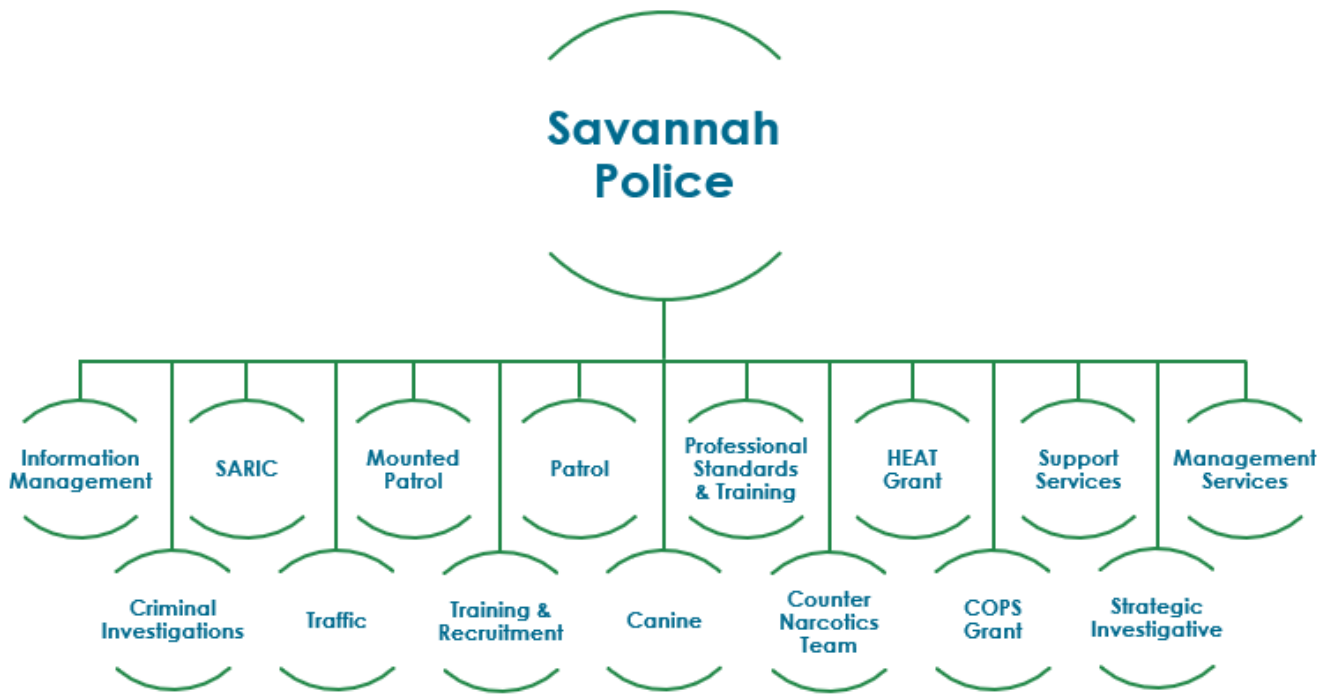 Savannah
Police
Information
Management
SARIC
Mounted
Patrol
Patrol
Professional
Standards
& Training
HEAT
Grant
Support
Services
Management
Services
Criminal
Investigations
Traffic
Training &
Recruitment
Canine
Counter
Narcotics
Team
COPS
Grant
Strategic
Investigative